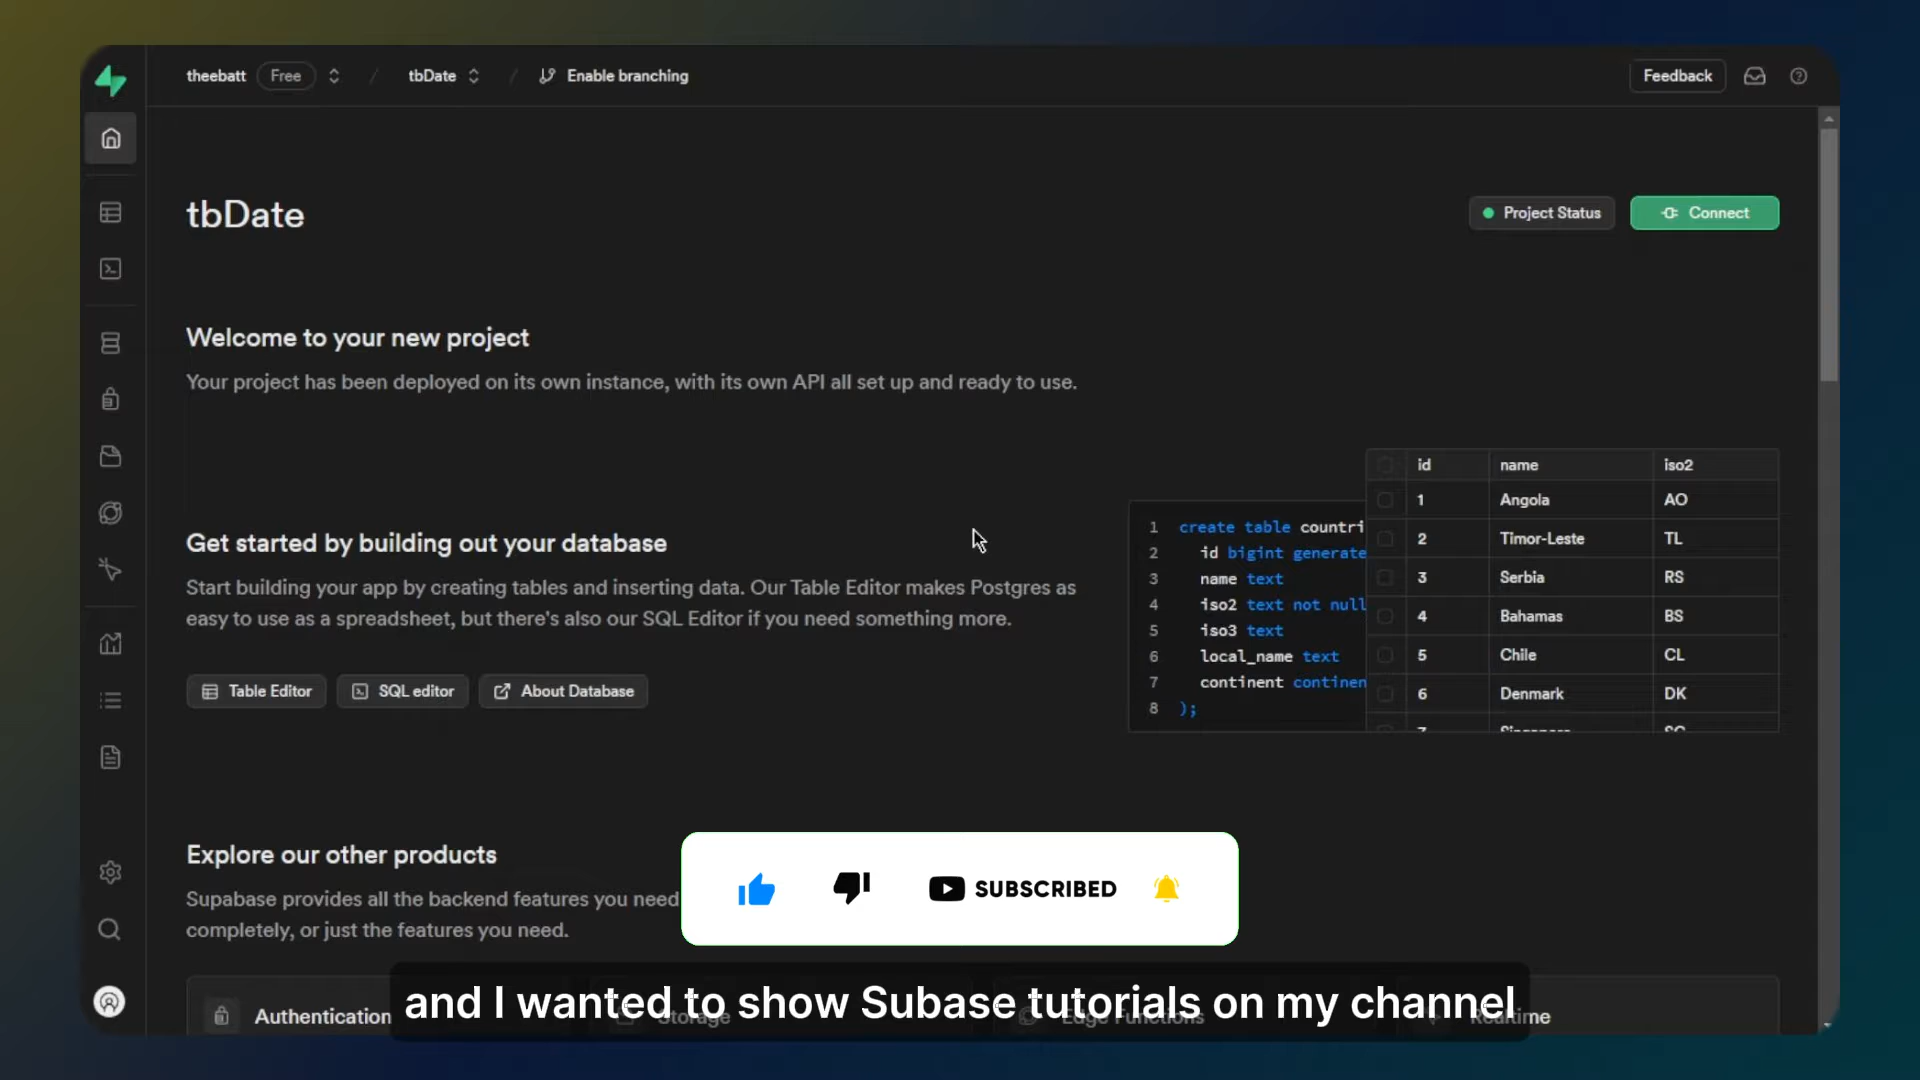 theebatt Free / tbDate / Enable branching
Feedback
tbDate
Project Status
Connect
Welcome to your new project
Your project has been deployed on its own instance, with its own API all set up and ready to use.
Get started by building out your database
Start building your app by creating tables and inserting data. Our Table Editor makes Postgres as
easy to use as a spreadsheet, but there's also our SQL Editor if you need something more.
Table Editor
SQL editor
About Database
1 create table countri
2 id bigint generate
3 name text
4 iso2 text not null
5 iso3 text
6 local_name text
7 continent continen
8 );
id name iso2
1 Angola AO
2 Timor-Leste TL
3 Serbia RS
4 Bahamas BS
5 Chile CL
6 Denmark DK
7 Singapore SG
Explore our other products
Supabase provides all the backend features you need
completely, or just the features you need.
SUBSCRIBED
Authentication
Storage
Edge Functions
Realtime
and I wanted to show Subase tutorials on my channel